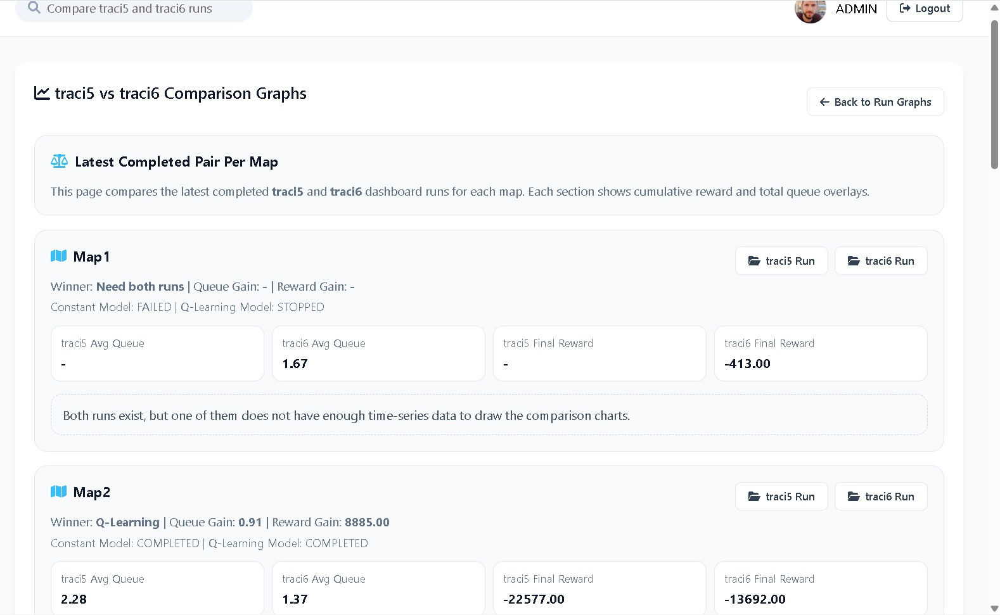 Compare traci5 and traci6 runs
ADMIN
Logout
traci5 vs traci6 Comparison Graphs
Back to Run Graphs
Latest Completed Pair Per Map
This page compares the latest completed traci5 and traci6 dashboard runs for each map. Each section shows cumulative reward and total queue overlays.
Map1
traci5 Run
traci6 Run
Winner: Need both runs | Queue Gain: - | Reward Gain: -
Constant Model: FAILED | Q-Learning Model: STOPPED
traci5 Avg Queue
-
traci6 Avg Queue
1.67
traci5 Final Reward
-
traci6 Final Reward
-413.00
Both runs exist, but one of them does not have enough time-series data to draw the comparison charts.
Map2
traci5 Run
traci6 Run
Winner: Q-Learning | Queue Gain: 0.91 | Reward Gain: 8885.00
Constant Model: COMPLETED | Q-Learning Model: COMPLETED
traci5 Avg Queue
2.28
traci6 Avg Queue
1.37
traci5 Final Reward
-22577.00
traci6 Final Reward
-13692.00